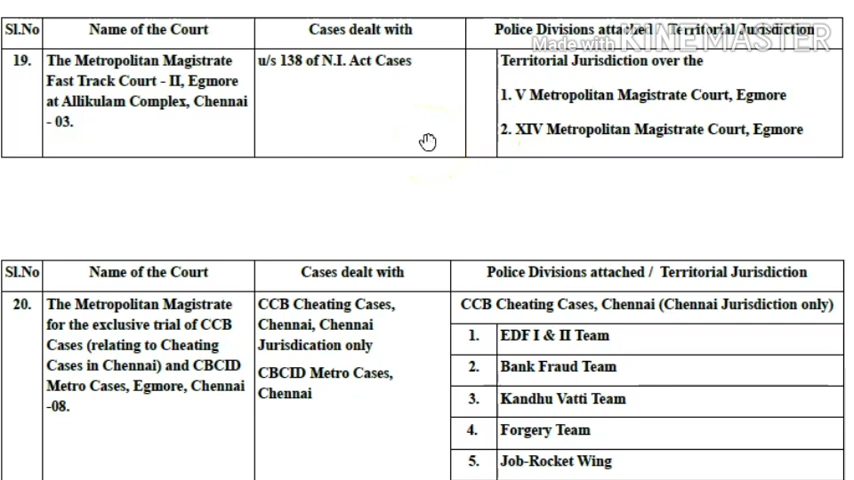 Sl.No Name of the Court Cases dealt with Police Divisions attached / Territorial Jurisdiction
Made with KINEMASTER
19. The Metropolitan Magistrate u/s 138 of N.I. Act Cases Territorial Jurisdiction over the
Fast Track Court - II, Egmore
at Allikulam Complex, Chennai 1. V Metropolitan Magistrate Court, Egmore
- 03. 2. XIV Metropolitan Magistrate Court, Egmore
Sl.No Name of the Court Cases dealt with Police Divisions attached / Territorial Jurisdiction
20. The Metropolitan Magistrate CCB Cheating Cases, CCB Cheating Cases, Chennai (Chennai Jurisdiction only)
for the exclusive trial of CCB Chennai, Chennai 1. EDF I & II Team
Cases (relating to Cheating Jurisdication only
Cases in Chennai) and CBCID CBCID Metro Cases, 2. Bank Fraud Team
Metro Cases, Egmore, Chennai Chennai 3. Kandhu Vatti Team
-08.
4. Forgery Team
5. Job-Rocket Wing